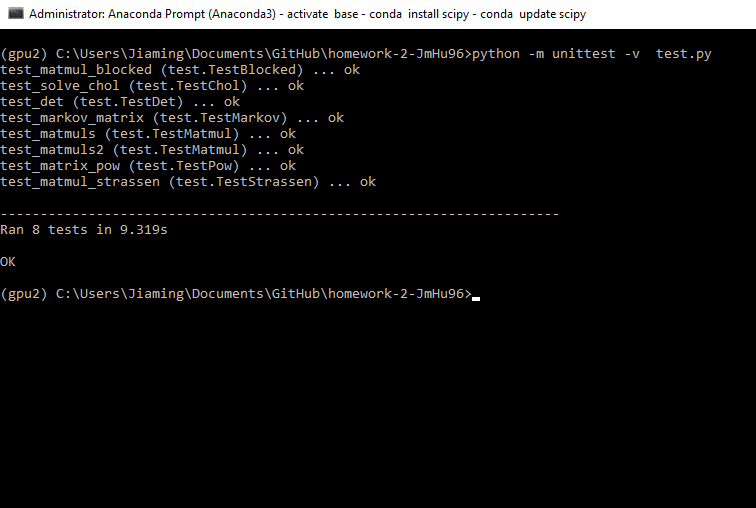 Administrator: Anaconda Prompt (Anaconda3) - activate  base - conda  install scipy - conda  update scipy
(gpu2) C:\Users\Jiaming\Documents\GitHub\homework-2-JmHu96>python -m unittest -v  test.py
test_matmul_blocked (test.TestBlocked) ... ok
test_solve_chol (test.TestChol) ... ok
test_det (test.TestDet) ... ok
test_markov_matrix (test.TestMarkov) ... ok
test_matmuls (test.TestMatmul) ... ok
test_matmuls2 (test.TestMatmul) ... ok
test_matrix_pow (test.TestPow) ... ok
test_matmul_strassen (test.TestStrassen) ... ok
----------------------------------------------------------------------
Ran 8 tests in 9.319s
OK
(gpu2) C:\Users\Jiaming\Documents\GitHub\homework-2-JmHu96>